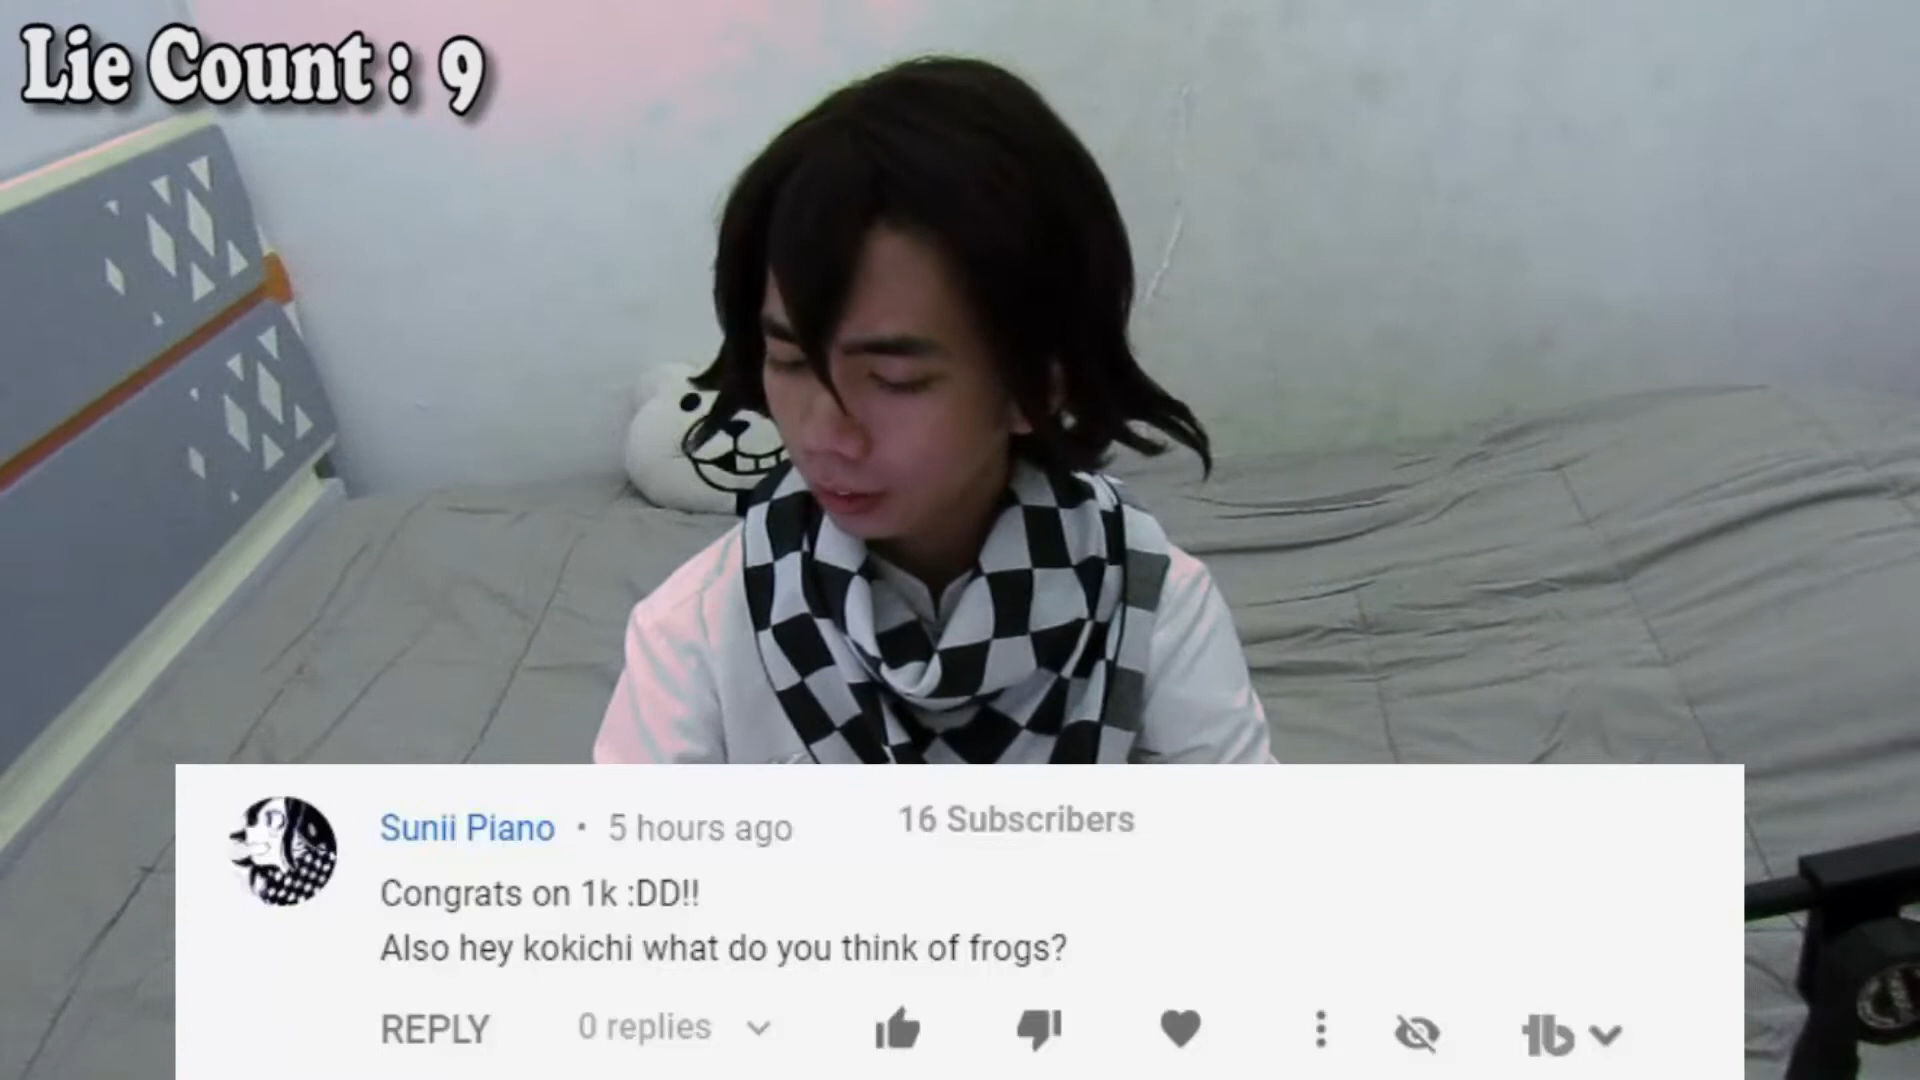 Lie Count : 9
Sunii Piano • 5 hours ago 16 Subscribers
Congrats on 1k :DD!!
Also hey kokichi what do you think of frogs?
REPLY 0 replies